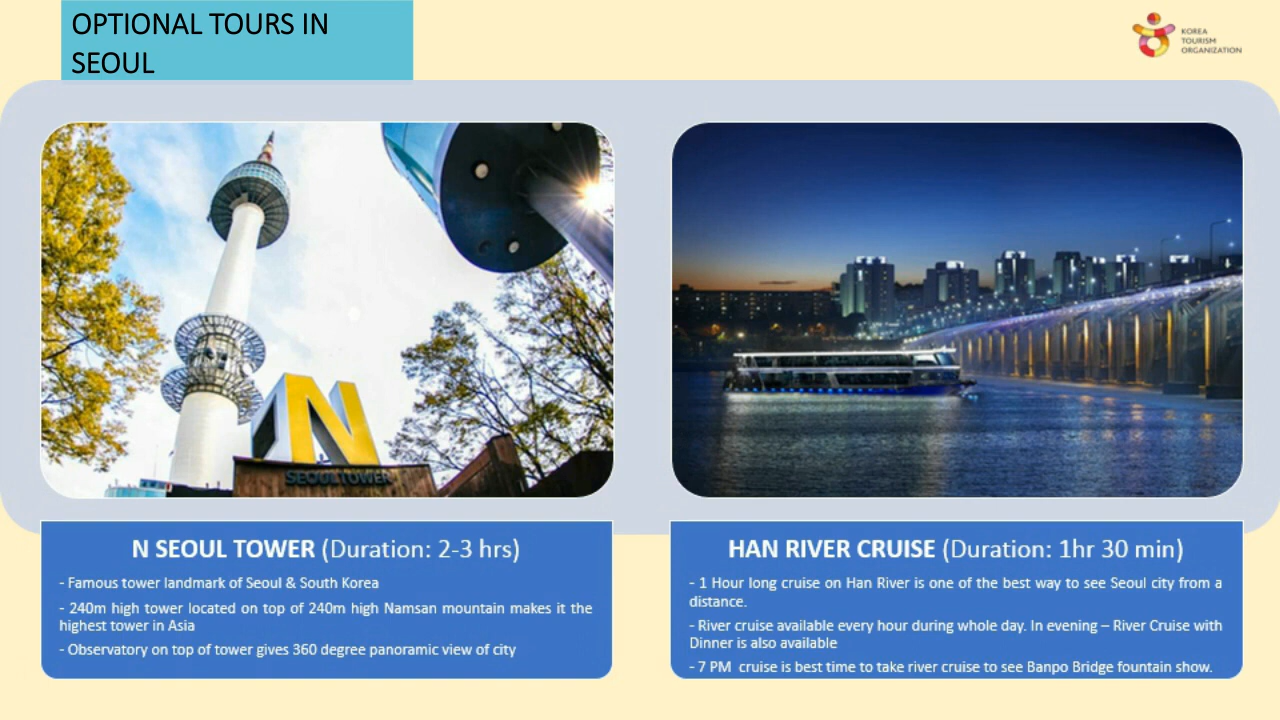 OPTIONAL TOURS IN
SEOUL
KOREA
TOURISM
ORGANIZATION
N
SEOUL TOWER
N SEOUL TOWER (Duration: 2-3 hrs)
- Famous tower landmark of Seoul & South Korea
- 240m high tower located on top of 240m high Namsan mountain makes it the
highest tower in Asia
- Observatory on top of tower gives 360 degree panoramic view of city
HAN RIVER CRUISE (Duration: 1hr 30 min)
- 1 Hour long cruise on Han River is one of the best way to see Seoul city from a
distance.
- River cruise available every hour during whole day. In evening – River Cruise with
Dinner is also available
- 7 PM  cruise is best time to take river cruise to see Banpo Bridge fountain show.